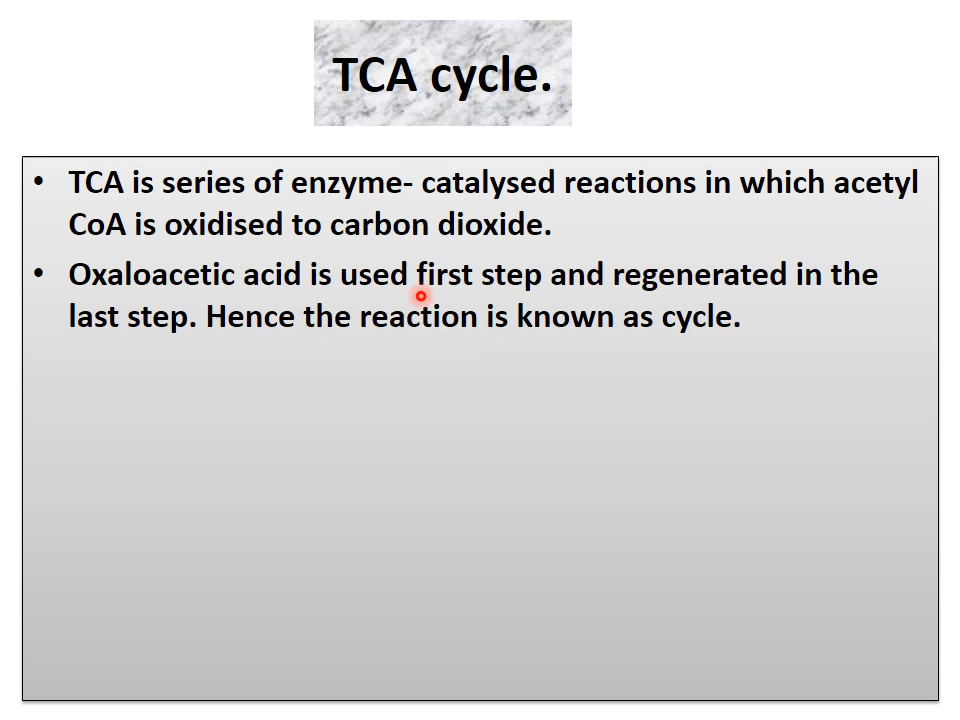 TCA cycle.
• TCA is series of enzyme- catalysed reactions in which acetyl
CoA is oxidised to carbon dioxide.
• Oxaloacetic acid is used first step and regenerated in the
last step. Hence the reaction is known as cycle.